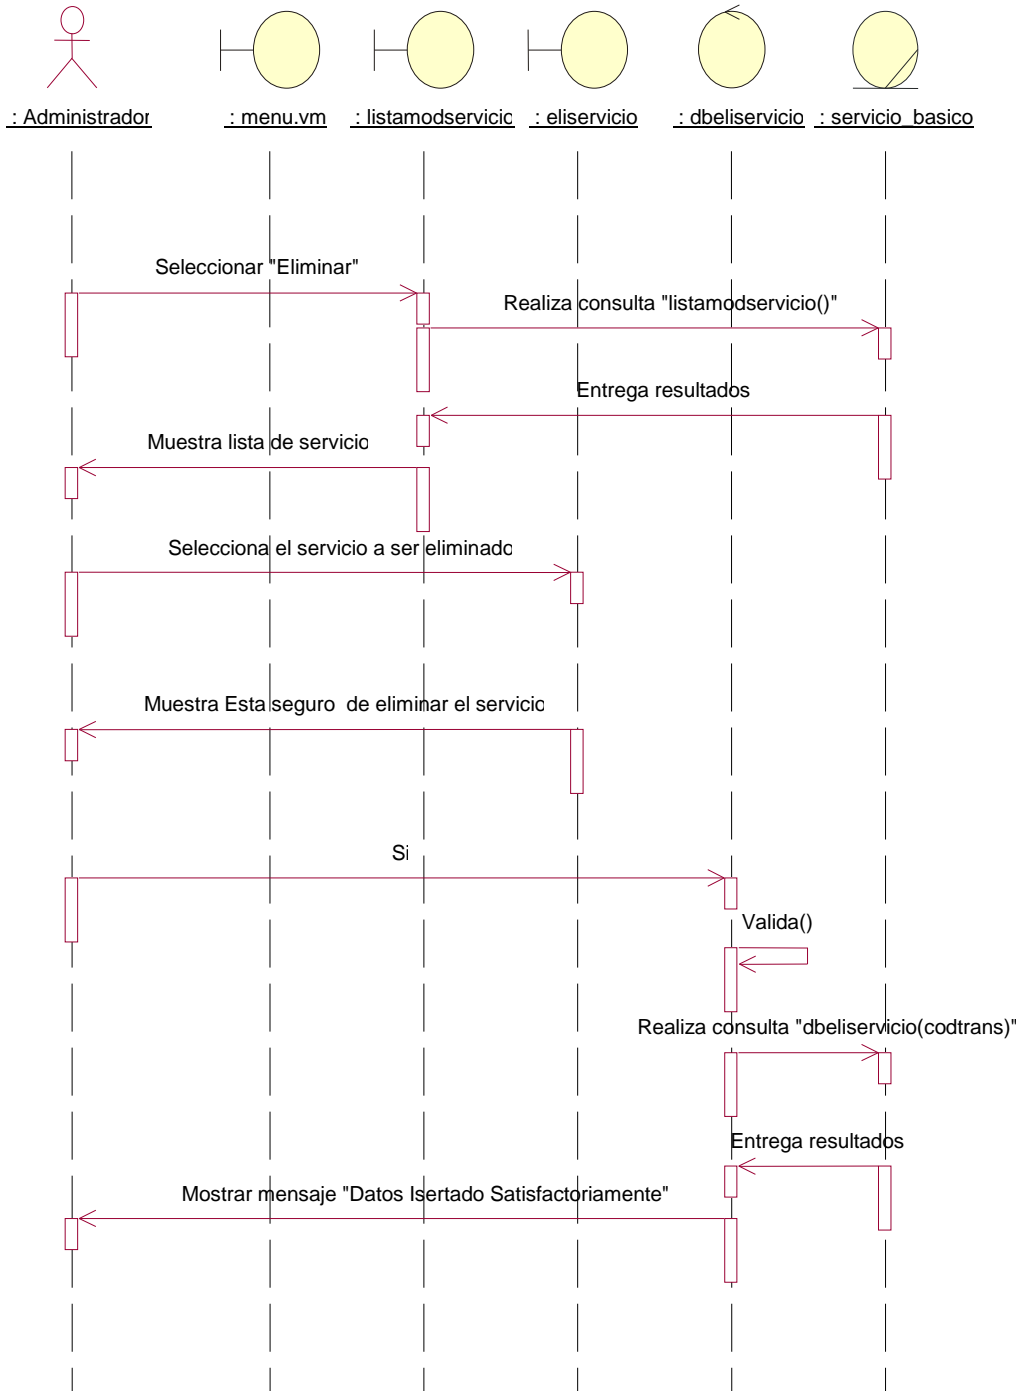 : Administrador
: menu.vm
: listamodservicio
: eliservicio
: dbeliservicio
: servicio_basico
Seleccionar "Eliminar"
Realiza consulta "listamodservicio()"
Entrega resultados
Muestra lista de servicio
Selecciona el servicio a ser eliminado
Muestra Esta seguro  de eliminar el servicio
Si
Valida()
Realiza consulta "dbeliservicio(codtrans)"
Entrega resultados
Mostrar mensaje "Datos Isertado Satisfactoriamente"